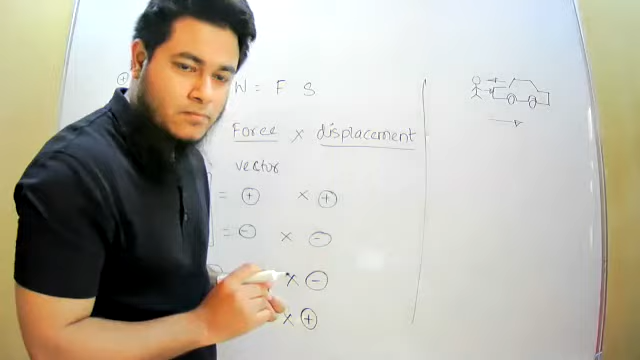 ⊕ W = F S
Force × displacement
vector
= ⊕ × ⊕
= ⊖ × ⊖
× ⊖
× ⊕